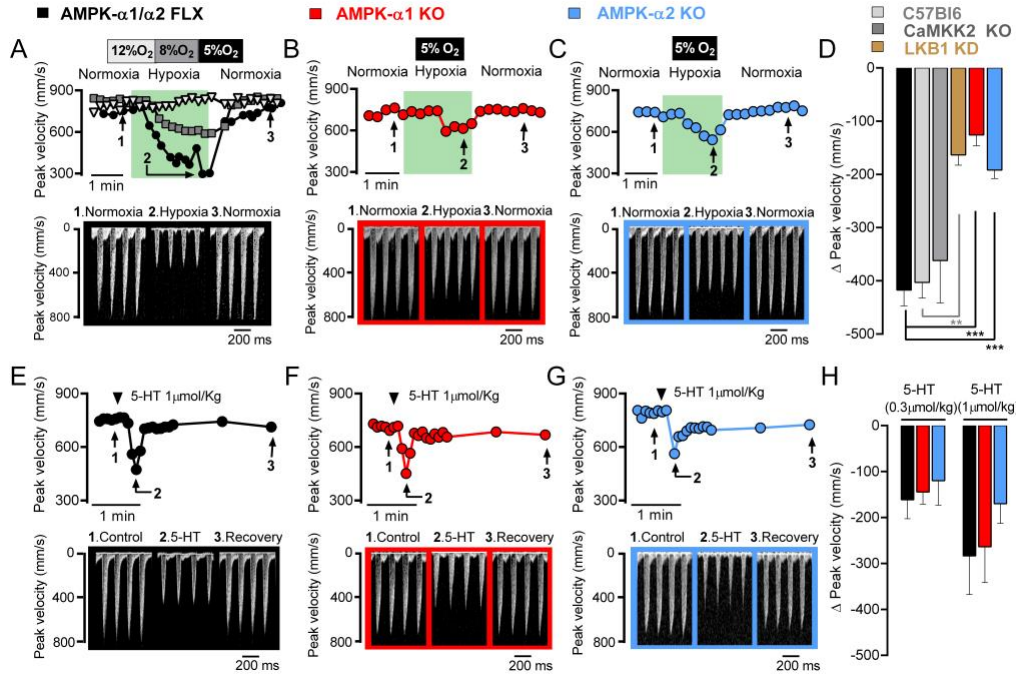 AMPK-α1/α2 FLX
AMPK-α1 KO
AMPK-α2 KO
C57Bl6
CaMKK2 KO
LKB1 KD
A
12%O2 8%O2 5%O2
Normoxia Hypoxia Normoxia
Peak velocity (mm/s)
900
600
300
1
2
3
1 min
1.Normoxia 2.Hypoxia 3.Normoxia
Peak velocity (mm/s)
0
400
800
200 ms
B
5% O2
Normoxia Hypoxia Normoxia
Peak velocity (mm/s)
900
600
300
1
2
3
1 min
1.Normoxia 2.Hypoxia 3.Normoxia
Peak velocity (mm/s)
0
400
800
200 ms
C
5% O2
Normoxia Hypoxia Normoxia
Peak velocity (mm/s)
900
600
300
1
2
3
1 min
1.Normoxia 2.Hypoxia 3.Normoxia
Peak velocity (mm/s)
0
400
800
200 ms
D
Δ Peak velocity (mm/s)
0
-100
-200
-300
-400
-500
**
***
***
E
5-HT 1μmol/Kg
Peak velocity (mm/s)
900
600
300
1
2
3
1 min
1.Control 2.5-HT 3.Recovery
Peak velocity (mm/s)
0
400
800
200 ms
F
5-HT 1μmol/Kg
Peak velocity (mm/s)
900
600
300
1
2
3
1 min
1.Control 2.5-HT 3.Recovery
Peak velocity (mm/s)
0
400
800
200 ms
G
5-HT 1μmol/Kg
Peak velocity (mm/s)
900
600
300
1
2
3
1 min
1.Control 2.5-HT 3.Recovery
Peak velocity (mm/s)
0
400
800
200 ms
H
5-HT 5-HT
(0.3μmol/kg) (1μmol/kg)
Δ Peak velocity (mm/s)
0
-100
-200
-300
-400
-500